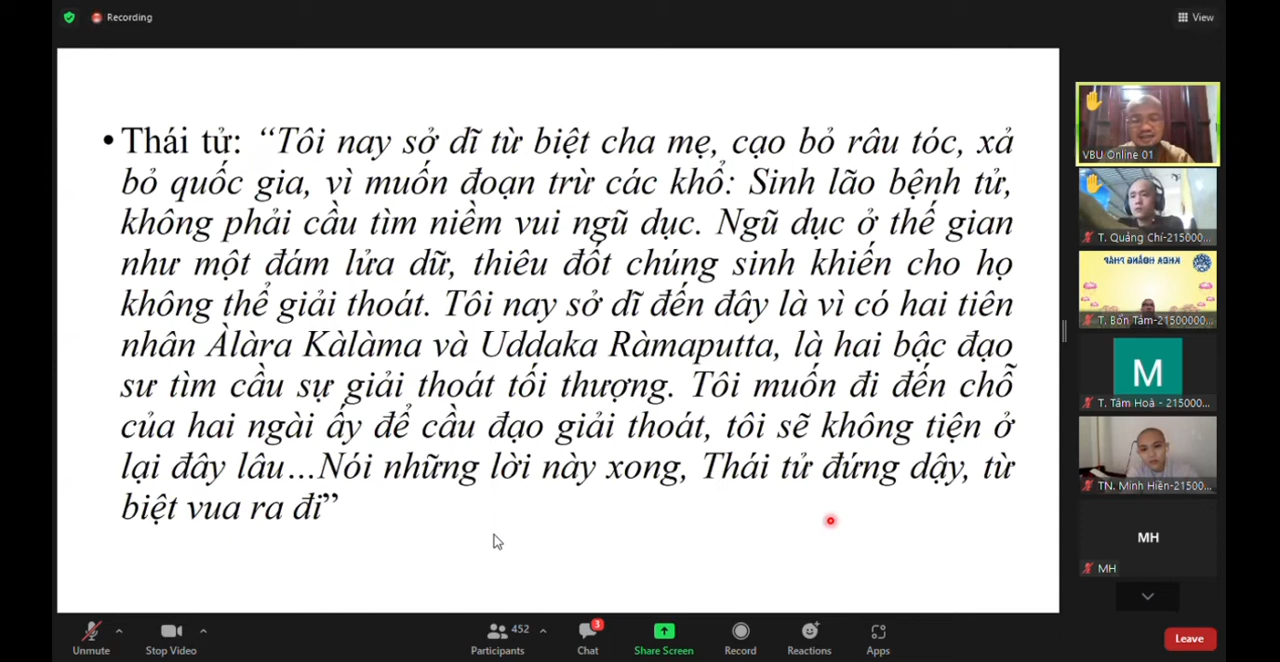 Recording
View
• Thái tử: “Tôi nay sở dĩ từ biệt cha mẹ, cạo bỏ râu tóc, xả
bỏ quốc gia, vì muốn đoạn trừ các khổ: Sinh lão bệnh tử,
không phải cầu tìm niềm vui ngũ dục. Ngũ dục ở thế gian
như một đám lửa dữ, thiêu đốt chúng sinh khiến cho họ
không thể giải thoát. Tôi nay sở dĩ đến đây là vì có hai tiên
nhân Àlàra Kàlàma và Uddaka Ràmaputta, là hai bậc đạo
sư tìm cầu sự giải thoát tối thượng. Tôi muốn đi đến chỗ
của hai ngài ấy để cầu đạo giải thoát, tôi sẽ không tiện ở
lại đây lâu…Nói những lời này xong, Thái tử đứng dậy, từ
biệt vua ra đi”
VBU Online 01
T. Quảng Chí-215000...
KHOA HOẰNG PHÁP
T. Bổn Tâm-21500000...
M
T. Tâm Hoà - 215000...
TN. Minh Hiền-21500...
MH
MH
Unmute
Stop Video
452
Participants
3
Chat
Share Screen
Record
Reactions
Apps
Leave